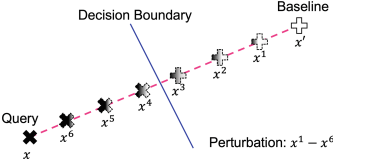 Decision Boundary
Baseline
x′
x¹
x²
x³
x⁴
x⁵
x⁶
Query
x
Perturbation: x¹ − x⁶